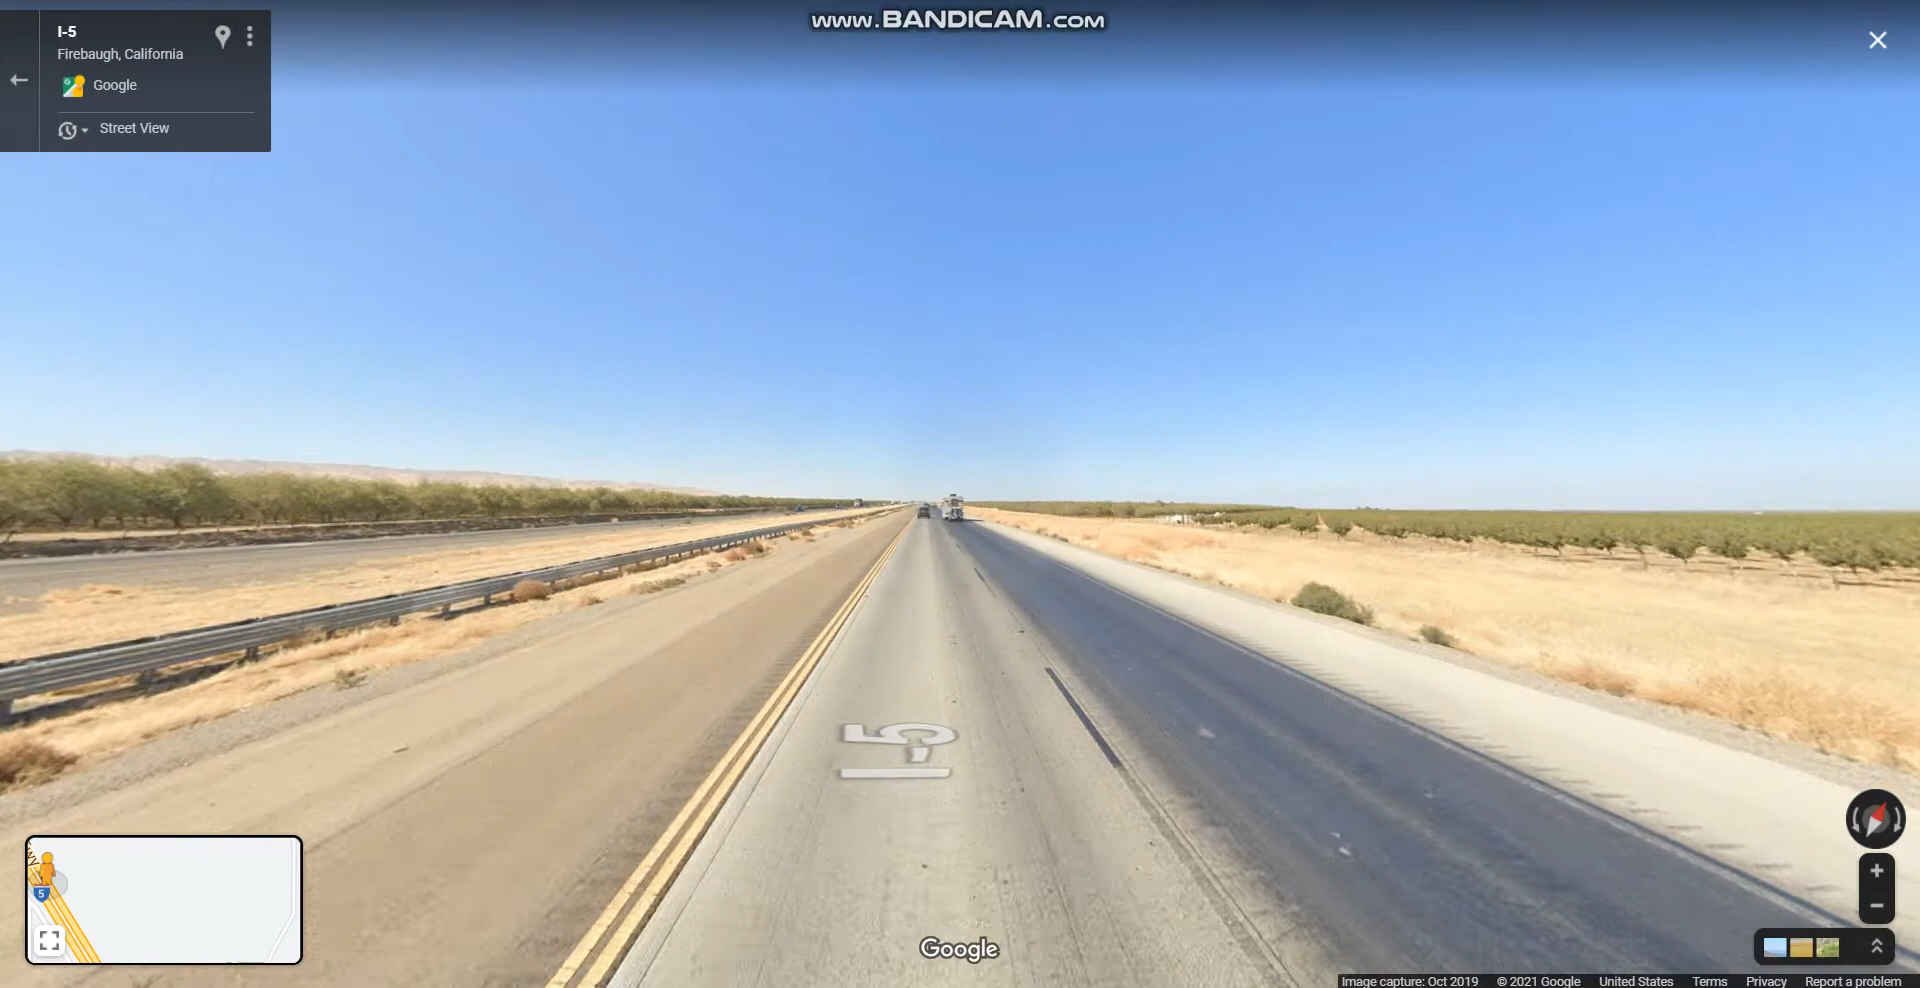 www.BANDICAM.com
I-5
Firebaugh, California
Google
Street View
I-5
5
Google
Image capture: Oct 2019 © 2021 Google United States Terms Privacy Report a problem